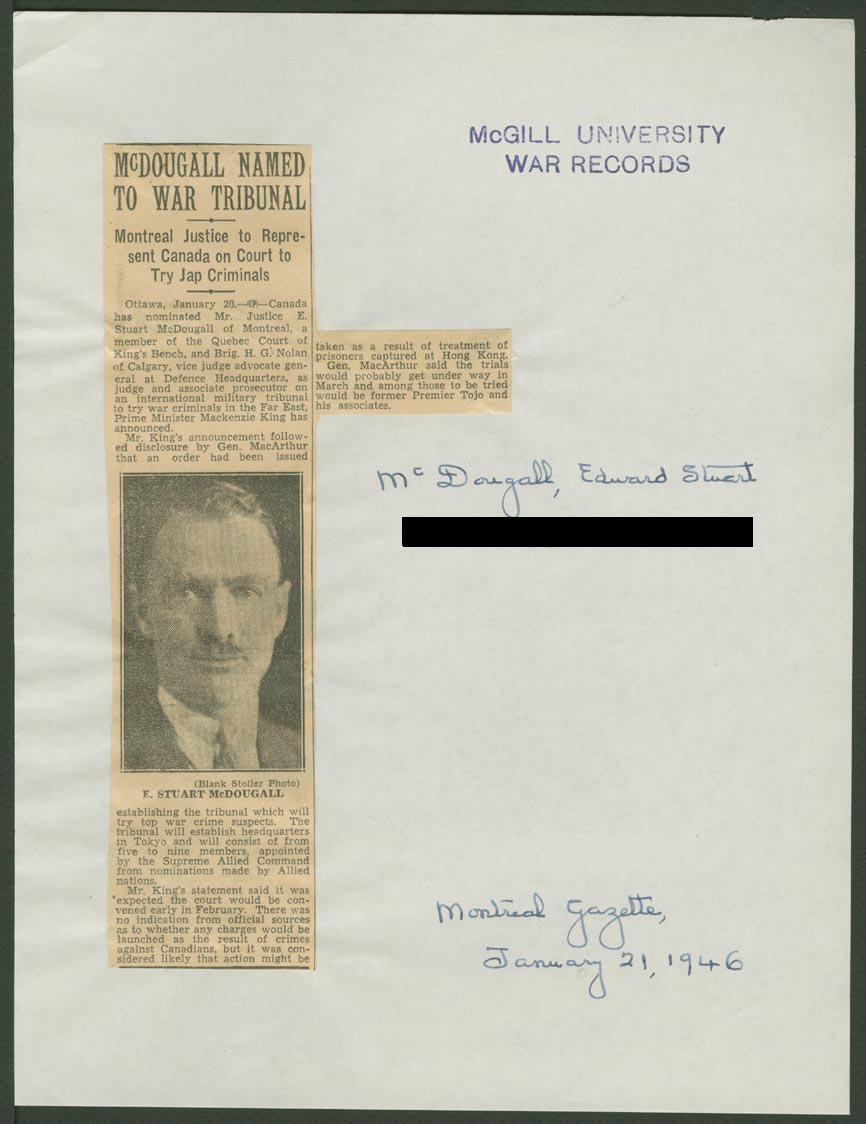 McGILL UNIVERSITY
WAR RECORDS
McDOUGALL NAMED
TO WAR TRIBUNAL
Montreal Justice to Repre-
sent Canada on Court to
Try Jap Criminals
Ottawa, January 20.—(CP)—Canada
has nominated Mr. Justice E.
Stuart McDougall of Montreal, a
member of the Quebec Court of
King's Bench, and Brig. H. G. Nolan
of Calgary, vice judge advocate gen-
eral at Defence Headquarters, as
judge and associate prosecutor on
an international military tribunal
to try war criminals in the Far East,
Prime Minister Mackenzie King has
announced.
Mr. King's announcement follow-
ed disclosure by Gen. MacArthur
that an order had been issued
(Blank Stoller Photo)
E. STUART McDOUGALL
establishing the tribunal which will
try top war crime suspects. The
tribunal will establish headquarters
in Tokyo and will consist of from
five to nine members, appointed
by the Supreme Allied Command
from nominations made by Allied
nations.
Mr. King's statement said it was
expected the court would be con-
vened early in February. There was
no indication from official sources
as to whether any charges would be
launched as the result of crimes
against Canadians, but it was con-
sidered likely that action might be
taken as a result of treatment of
prisoners captured at Hong Kong.
Gen. MacArthur said the trials
would probably get under way in
March and among those to be tried
would be former Premier Tojo and
his associates.
McDougall, Edward Stuart
Montreal Gazette,
January 21, 1946